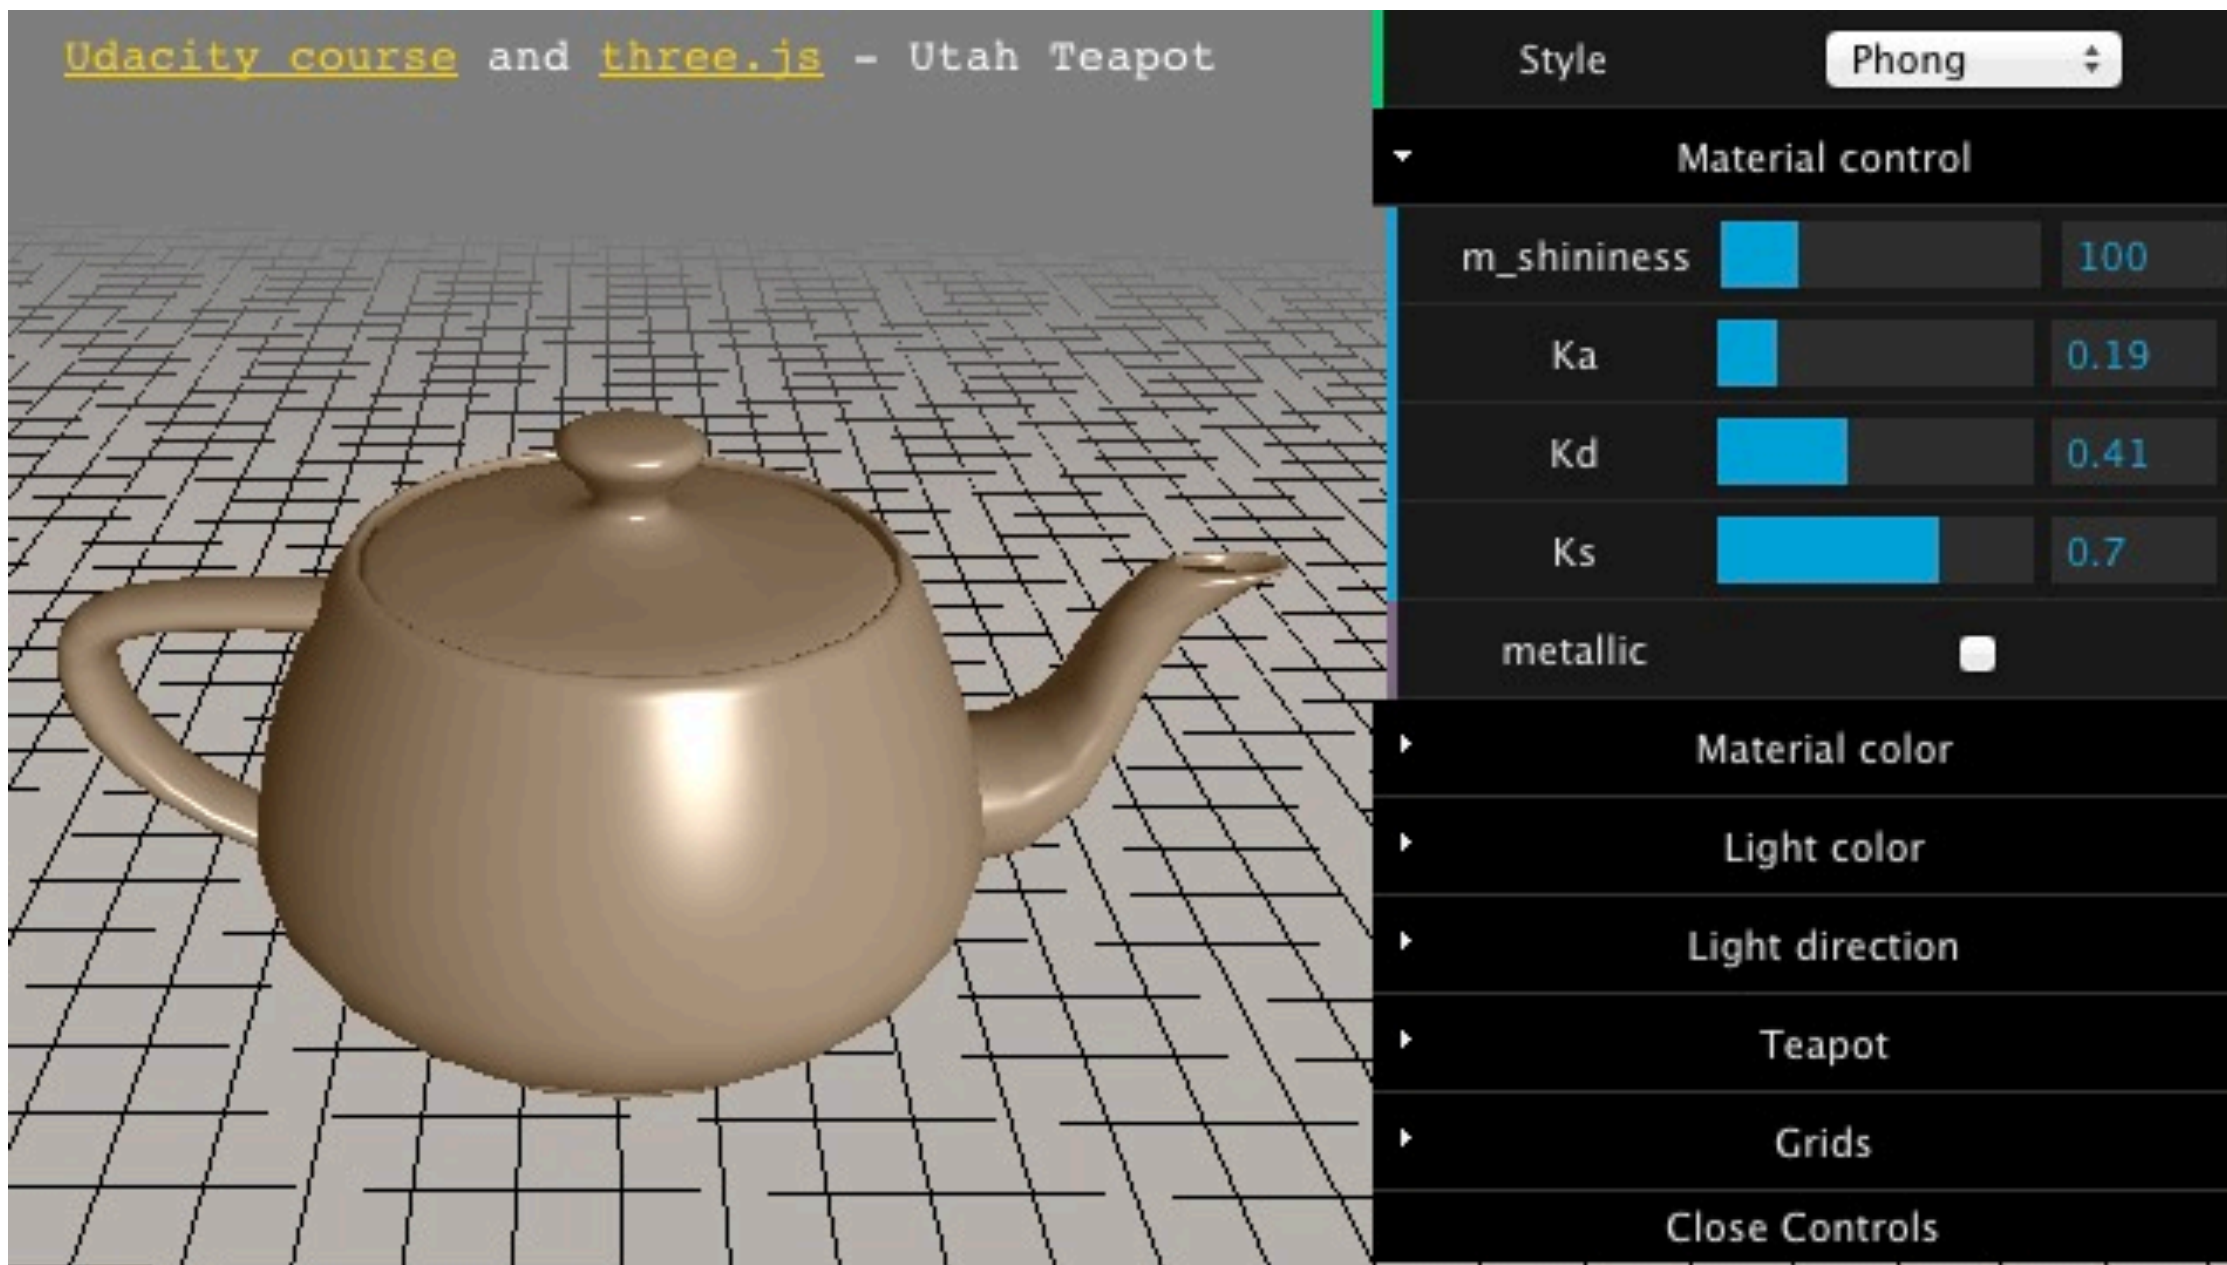 Udacity course and three.js - Utah Teapot
Style Phong
Material control
m_shininess 100
Ka 0.19
Kd 0.41
Ks 0.7
metallic
Material color
Light color
Light direction
Teapot
Grids
Close Controls